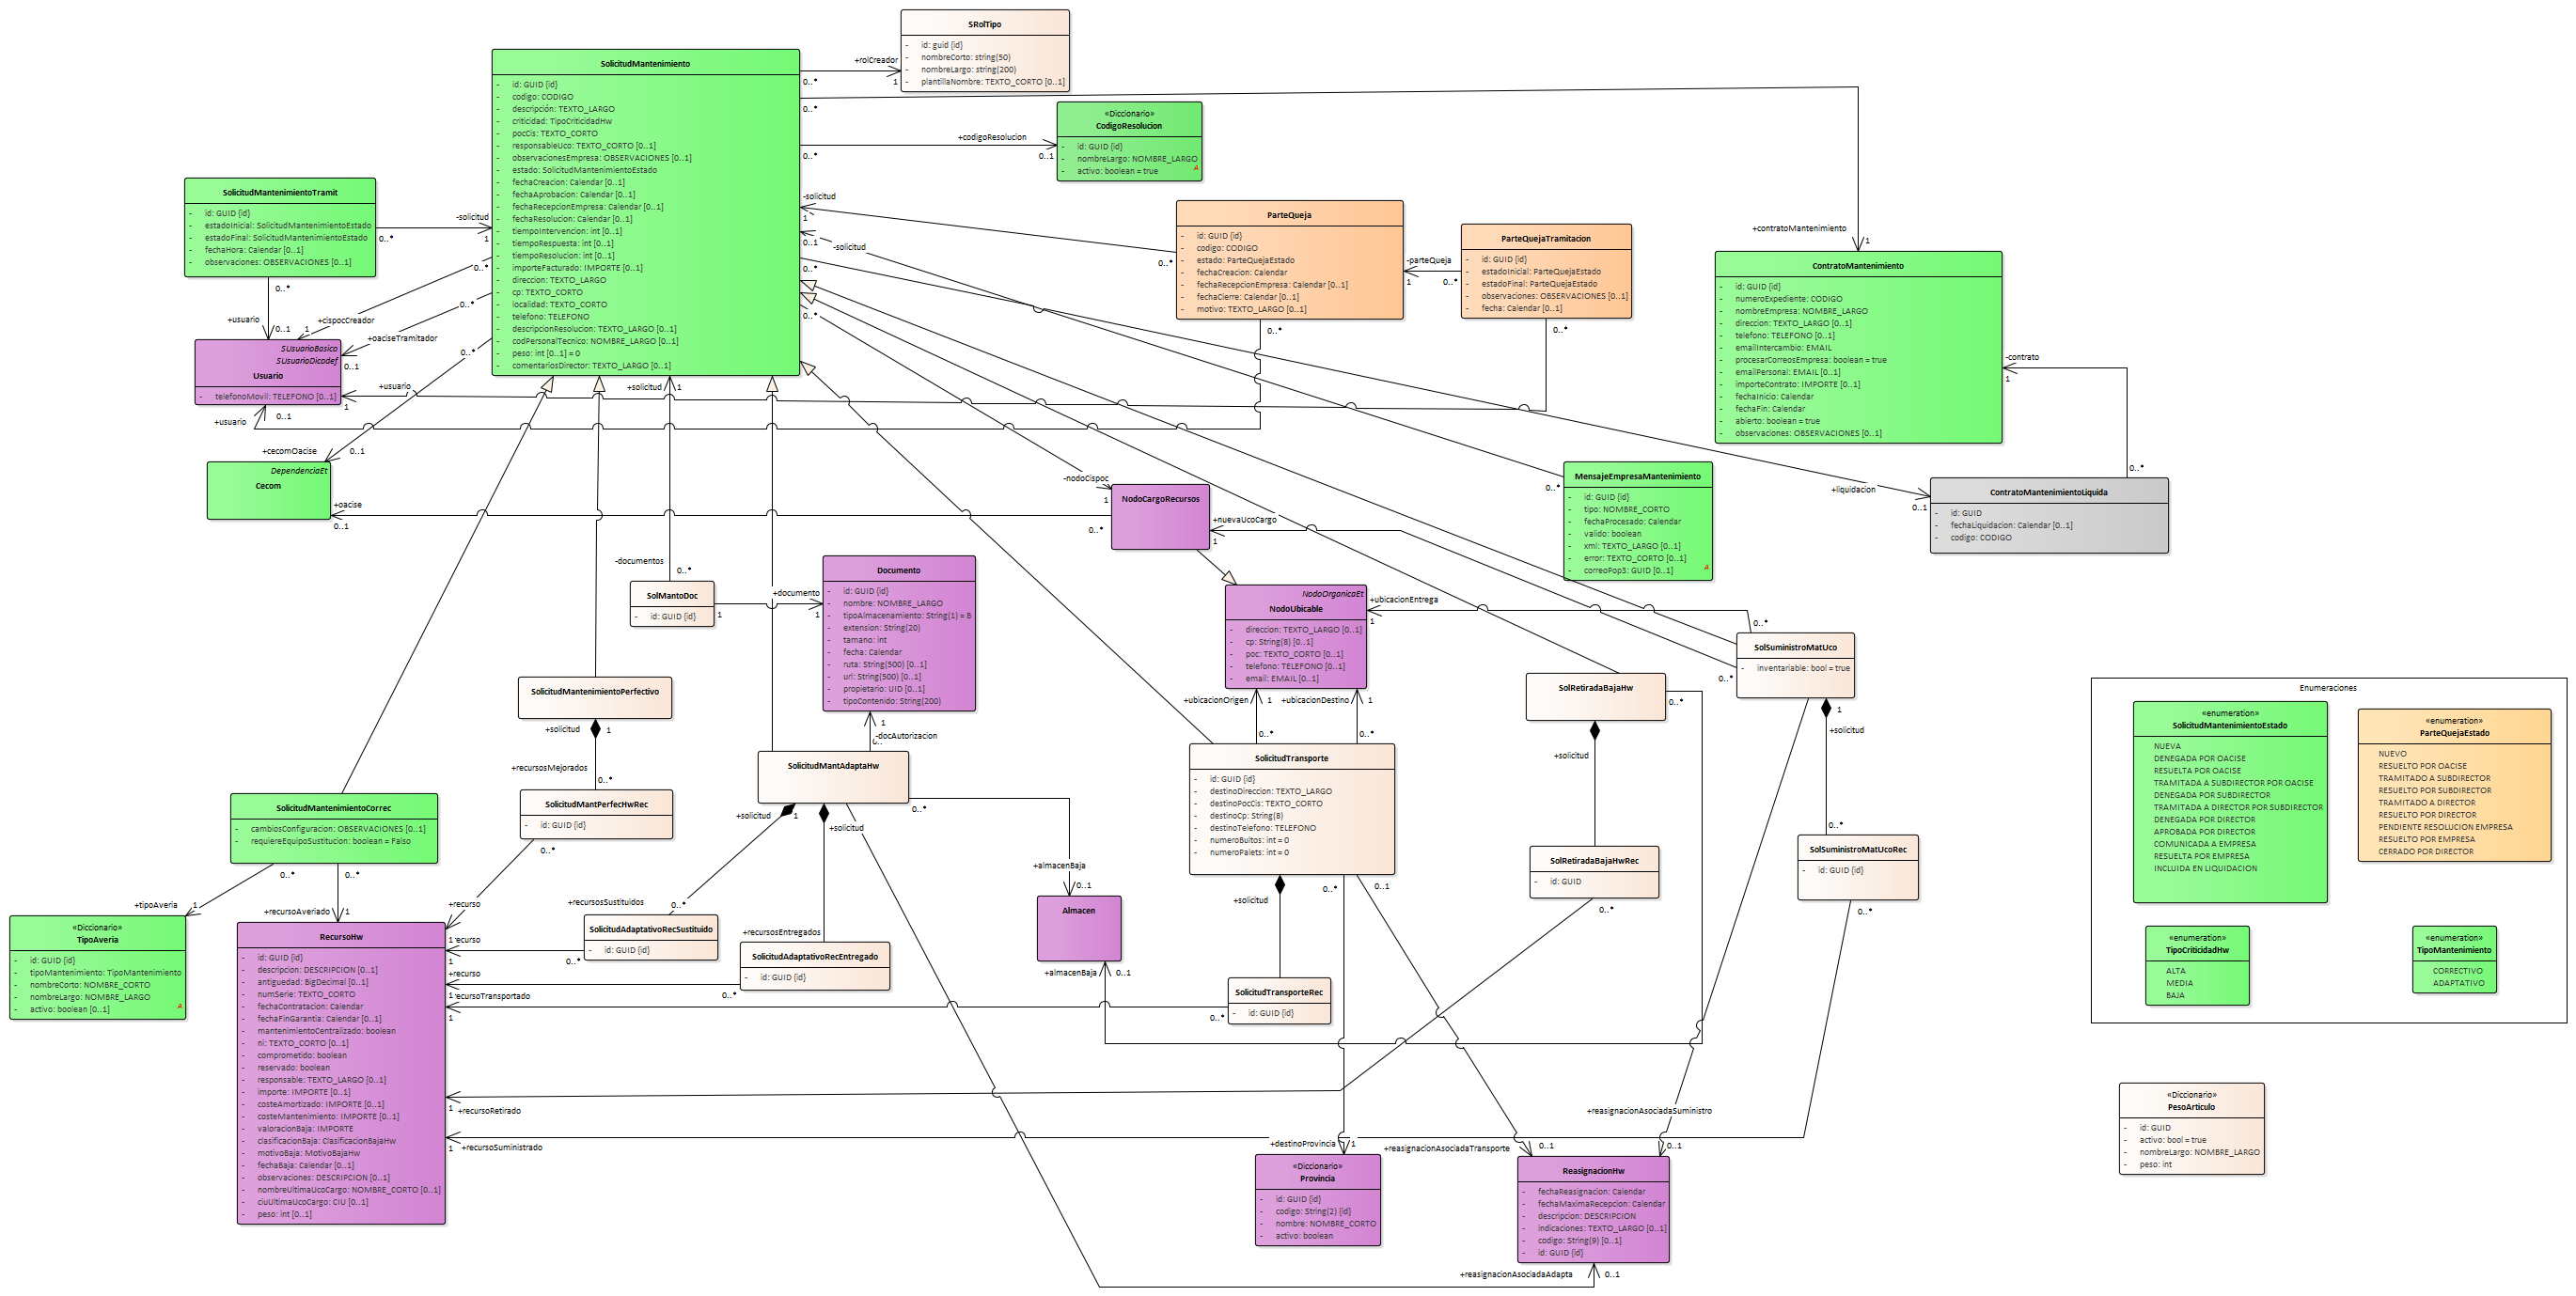 SRolTipo
- id: guid {id}
- nombreCorto: string(50)
- nombreLargo: string(200)
- plantillaNombre: TEXTO_CORTO [0..1]
SolicitudMantenimiento
- id: GUID {id}
- codigo: CODIGO
- descripción: TEXTO_LARGO
- criticidad: TipoCriticidadHw
- pocCis: TEXTO_CORTO
- responsableUco: TEXTO_CORTO [0..1]
- observacionesEmpresa: OBSERVACIONES [0..1]
- estado: SolicitudMantenimientoEstado
- fechaCreacion: Calendar [0..1]
- fechaAprobacion: Calendar [0..1]
- fechaRecepcionEmpresa: Calendar [0..1]
- fechaResolucion: Calendar [0..1]
- tiempoIntervencion: int [0..1]
- tiempoRespuesta: int [0..1]
- tiempoResolucion: int [0..1]
- importeFacturado: IMPORTE [0..1]
- direccion: TEXTO_LARGO
- cp: TEXTO_CORTO
- localidad: TEXTO_CORTO
- telefono: TELEFONO
- descripcionResolucion: TEXTO_LARGO [0..1]
- codPersonalTecnico: NOMBRE_LARGO [0..1]
- peso: int [0..1] = 0
- comentariosDirector: TEXTO_LARGO [0..1]
+rolCreador
0..*
1
0..*
+codigoResolucion
0..*
0..1
«Diccionario»
CodigoResolucion
- id: GUID {id}
- nombreLargo: NOMBRE_LARGO
- activo: boolean = true
A
SolicitudMantenimientoTramit
- id: GUID {id}
- estadoInicial: SolicitudMantenimientoEstado
- estadoFinal: SolicitudMantenimientoEstado
- fechaHora: Calendar [0..1]
- observaciones: OBSERVACIONES [0..1]
-solicitud
0..*
1
-solicitud
1
0..*
-solicitud
0..1
0..*
0..*
ParteQueja
- id: GUID {id}
- codigo: CODIGO
- estado: ParteQuejaEstado
- fechaCreacion: Calendar
- fechaRecepcionEmpresa: Calendar [0..1]
- fechaCierre: Calendar [0..1]
- motivo: TEXTO_LARGO [0..1]
-parteQueja
1
0..*
ParteQuejaTramitacion
- id: GUID {id}
- estadoInicial: ParteQuejaEstado
- estadoFinal: ParteQuejaEstado
- observaciones: OBSERVACIONES [0..1]
- fecha: Calendar [0..1]
0..*
0..*
+contratoMantenimiento
1
ContratoMantenimiento
- id: GUID {id}
- numeroExpediente: CODIGO
- nombreEmpresa: NOMBRE_LARGO
- direccion: TEXTO_LARGO [0..1]
- telefono: TELEFONO [0..1]
- emailIntercambio: EMAIL
- procesarCorreosEmpresa: boolean = true
- emailPersonal: EMAIL [0..1]
- importeContrato: IMPORTE [0..1]
- fechaInicio: Calendar
- fechaFin: Calendar
- abierto: boolean = true
- observaciones: OBSERVACIONES [0..1]
-contrato
1
0..*
0..*
+usuario
0..1
0..*
+cispocCreador
1
0..*
+oaciseTramitador
0..1
0..*
SUsuarioBasico
SUsuarioDicodef
Usuario
- telefonoMovil: TELEFONO [0..1]
+usuario
1
+usuario
0..1
+cecomOacise
0..1
DependenciaEt
Cecom
+oacise
0..1
+solicitud
1
-documentos
0..*
-nodoCispoc
1
0..*
NodoCargoRecursos
+nuevaUcoCargo
1
MensajeEmpresaMantenimiento
- id: GUID {id}
- tipo: NOMBRE_CORTO
- fechaProcesado: Calendar
- valido: boolean
- xml: TEXTO_LARGO [0..1]
- error: TEXTO_CORTO [0..1]
- correoPop3: GUID [0..1]
A
0..*
+liquidacion
0..1
ContratoMantenimientoLiquida
- id: GUID
- fechaLiquidacion: Calendar [0..1]
- codigo: CODIGO
SolMantoDoc
- id: GUID {id}
1
+documento
1
Documento
- id: GUID {id}
- nombre: NOMBRE_LARGO
- tipoAlmacenamiento: String(1) = B
- extension: String(20)
- tamano: int
- fecha: Calendar
- ruta: String(500) [0..1]
- url: String(500) [0..1]
- propietario: UID [0..1]
- tipoContenido: String(200)
1
-docAutorizacion
0..
NodoOrganicaEt
NodoUbicable
- direccion: TEXTO_LARGO [0..1]
- cp: String(8) [0..1]
- poc: TEXTO_CORTO [0..1]
- telefono: TELEFONO [0..1]
- email: EMAIL [0..1]
+ubicacionEntrega
1
0..*
SolSuministroMatUco
- inventariable: bool = true
0..*
1
+solicitud
0..*
SolRetiradaBajaHw
0..*
+solicitud
+ubicacionOrigen
1
+ubicacionDestino
1
0..*
0..*
SolicitudMantenimientoPerfectivo
+solicitud
1
+recursosMejorados
0..*
SolicitudMantPerfecHwRec
- id: GUID {id}
0..*
SolicitudMantAdaptaHw
0..*
+solicitud
1
+solicitud
SolicitudTransporte
- id: GUID {id}
- destinoDireccion: TEXTO_LARGO
- destinoPocCis: TEXTO_CORTO
- destinoCp: String(8)
- destinoTelefono: TELEFONO
- numeroBultos: int = 0
- numeroPalets: int = 0
+solicitud
0..*
0..1
SolicitudMantenimientoCorrec
- cambiosConfiguracion: OBSERVACIONES [0..1]
- requiereEquipoSustitucion: boolean = Falso
0..*
0..*
+tipoAveria
1
+recursoAveriado
1
+almacenBaja
0..1
Almacen
+almacenBaja
0..1
SolRetiradaBajaHwRec
- id: GUID
0..*
SolSuministroMatUcoRec
- id: GUID {id}
0..*
«Diccionario»
TipoAveria
- id: GUID {id}
- tipoMantenimiento: TipoMantenimiento
- nombreCorto: NOMBRE_CORTO
- nombreLargo: NOMBRE_LARGO
- activo: boolean [0..1]
A
RecursoHw
- id: GUID {id}
- descripcion: DESCRIPCION [0..1]
- antiguedad: BigDecimal [0..1]
- numSerie: TEXTO_CORTO
- fechaContratacion: Calendar
- fechaFinGarantia: Calendar [0..1]
- mantenimientoCentralizado: boolean
- ni: TEXTO_CORTO [0..1]
- comprometido: boolean
- reservado: boolean
- responsable: TEXTO_LARGO [0..1]
- importe: IMPORTE [0..1]
- costeAmortizado: IMPORTE [0..1]
- costeMantenimiento: IMPORTE [0..1]
- valoracionBaja: IMPORTE
- clasificacionBaja: ClasificacionBajaHw
- motivoBaja: MotivoBajaHw
- fechaBaja: Calendar [0..1]
- observaciones: DESCRIPCION [0..1]
- nombreUltimaUcoCargo: NOMBRE_CORTO [0..1]
- ciuUltimaUcoCargo: CIU [0..1]
- peso: int [0..1]
+recurso
1
recurso
1
+recurso
1
recursoTransportado
1
+recursosSustituidos
0..*
SolicitudAdaptativoRecSustituido
- id: GUID {id}
0..*
+recursosEntregados
SolicitudAdaptativoRecEntregado
- id: GUID {id}
0..*
SolicitudTransporteRec
- id: GUID {id}
0..*
1
+recursoRetirado
1
+recursoSuministrado
+destinoProvincia
1
+reasignacionAsociadaTransporte
0..1
+reasignacionAsociadaSuministro
0..1
«Diccionario»
Provincia
- id: GUID {id}
- codigo: String(2) {id}
- nombre: NOMBRE_CORTO
- activo: boolean
ReasignacionHw
- fechaReasignacion: Calendar
- fechaMaximaRecepcion: Calendar
- descripcion: DESCRIPCION
- indicaciones: TEXTO_LARGO [0..1]
- codigo: String(9) [0..1]
- id: GUID {id}
+reasignacionAsociadaAdapta
0..1
Enumeraciones
«enumeration»
SolicitudMantenimientoEstado
NUEVA
DENEGADA POR OACISE
RESUELTA POR OACISE
TRAMITADA A SUBDIRECTOR POR OACISE
DENEGADA POR SUBDIRECTOR
TRAMITADA A DIRECTOR POR SUBDIRECTOR
DENEGADA POR DIRECTOR
APROBADA POR DIRECTOR
COMUNICADA A EMPRESA
RESUELTA POR EMPRESA
INCLUIDA EN LIQUIDACION
«enumeration»
ParteQuejaEstado
NUEVO
RESUELTO POR OACISE
TRAMITADO A SUBDIRECTOR
RESUELTO POR SUBDIRECTOR
TRAMITADO A DIRECTOR
RESUELTO POR DIRECTOR
PENDIENTE RESOLUCION EMPRESA
RESUELTO POR EMPRESA
CERRADO POR DIRECTOR
«enumeration»
TipoCriticidadHw
ALTA
MEDIA
BAJA
«enumeration»
TipoMantenimiento
CORRECTIVO
ADAPTATIVO
«Diccionario»
PesoArticulo
- id: GUID
- activo: bool = true
- nombreLargo: NOMBRE_LARGO
- peso: int